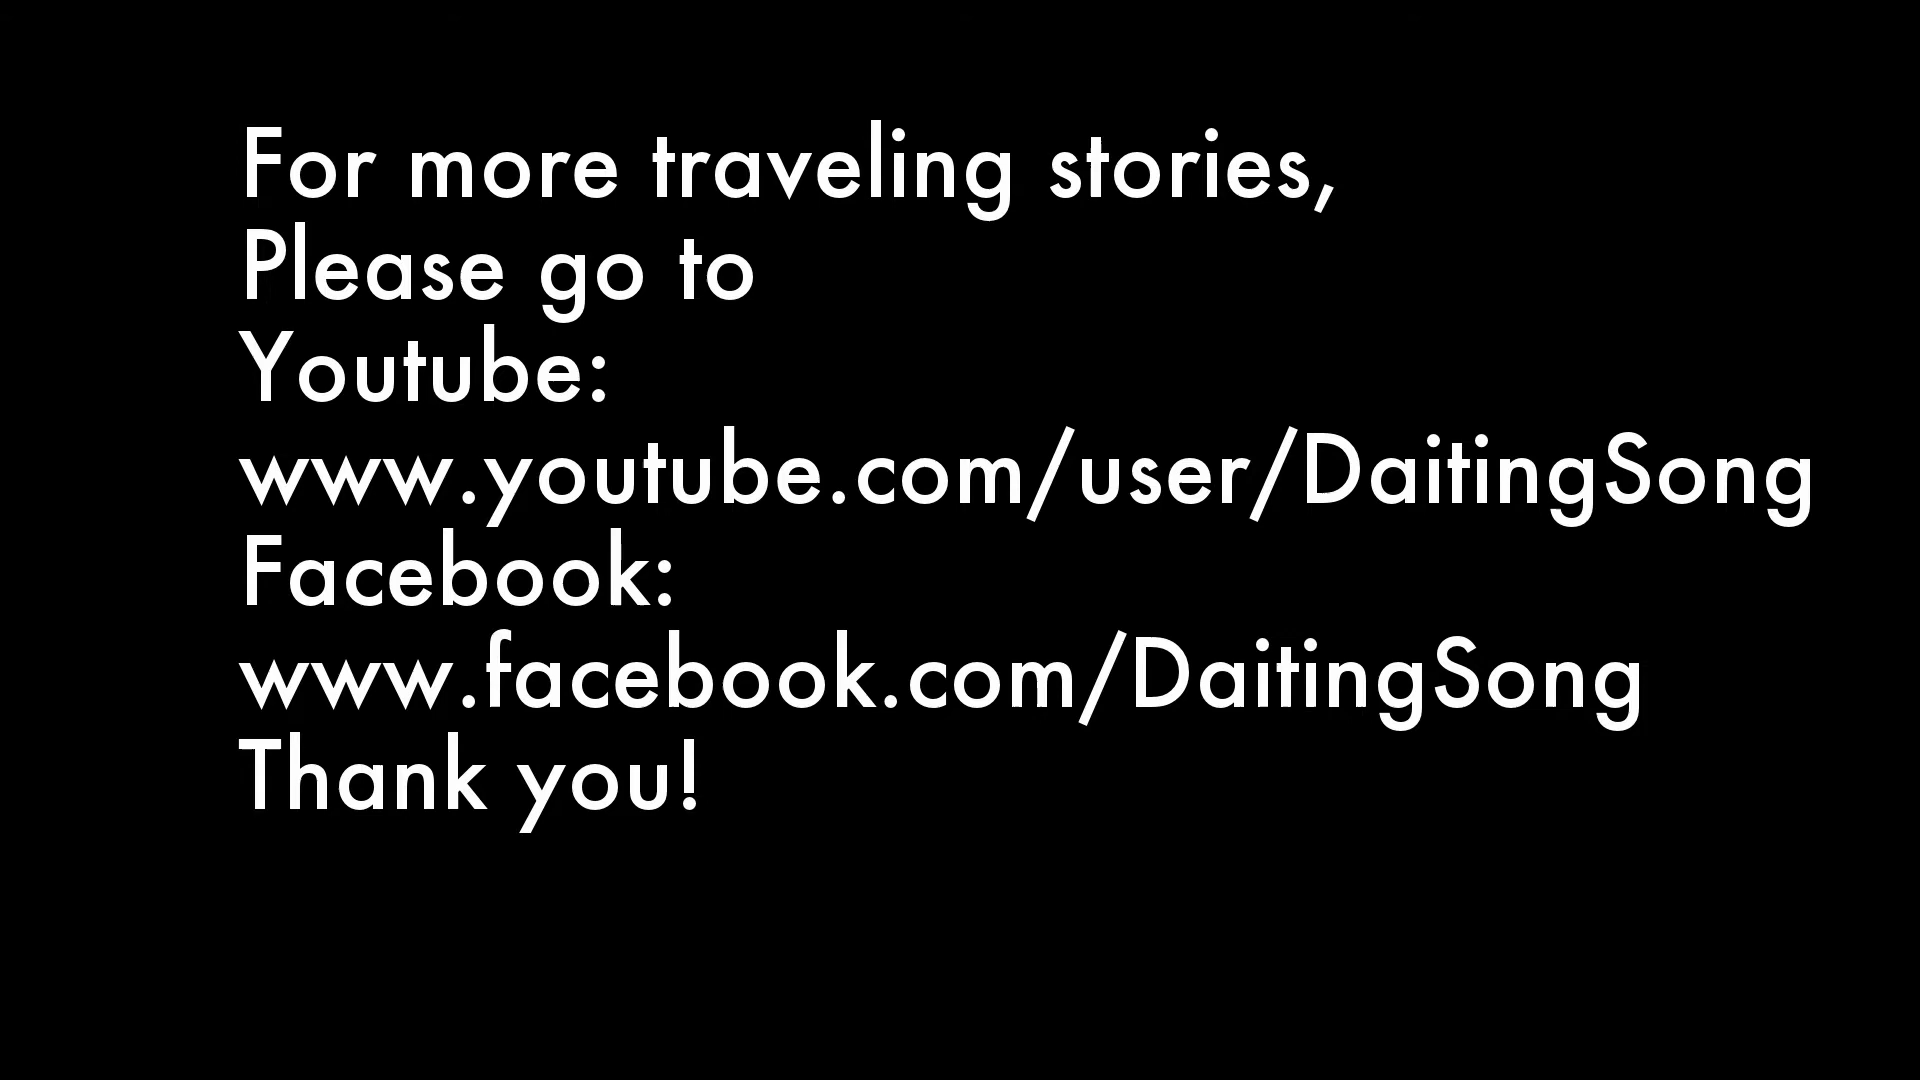 For more traveling stories,
Please go to
Youtube:
www.youtube.com/user/DaitingSong
Facebook:
www.facebook.com/DaitingSong
Thank you!